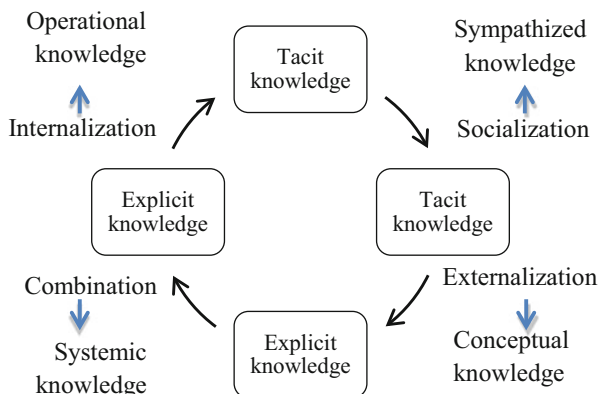 Operational
knowledge
Tacit
knowledge
Sympathized
knowledge
Internalization
Socialization
Explicit
knowledge
Tacit
knowledge
Combination
Externalization
Systemic
knowledge
Explicit
knowledge
Conceptual
knowledge